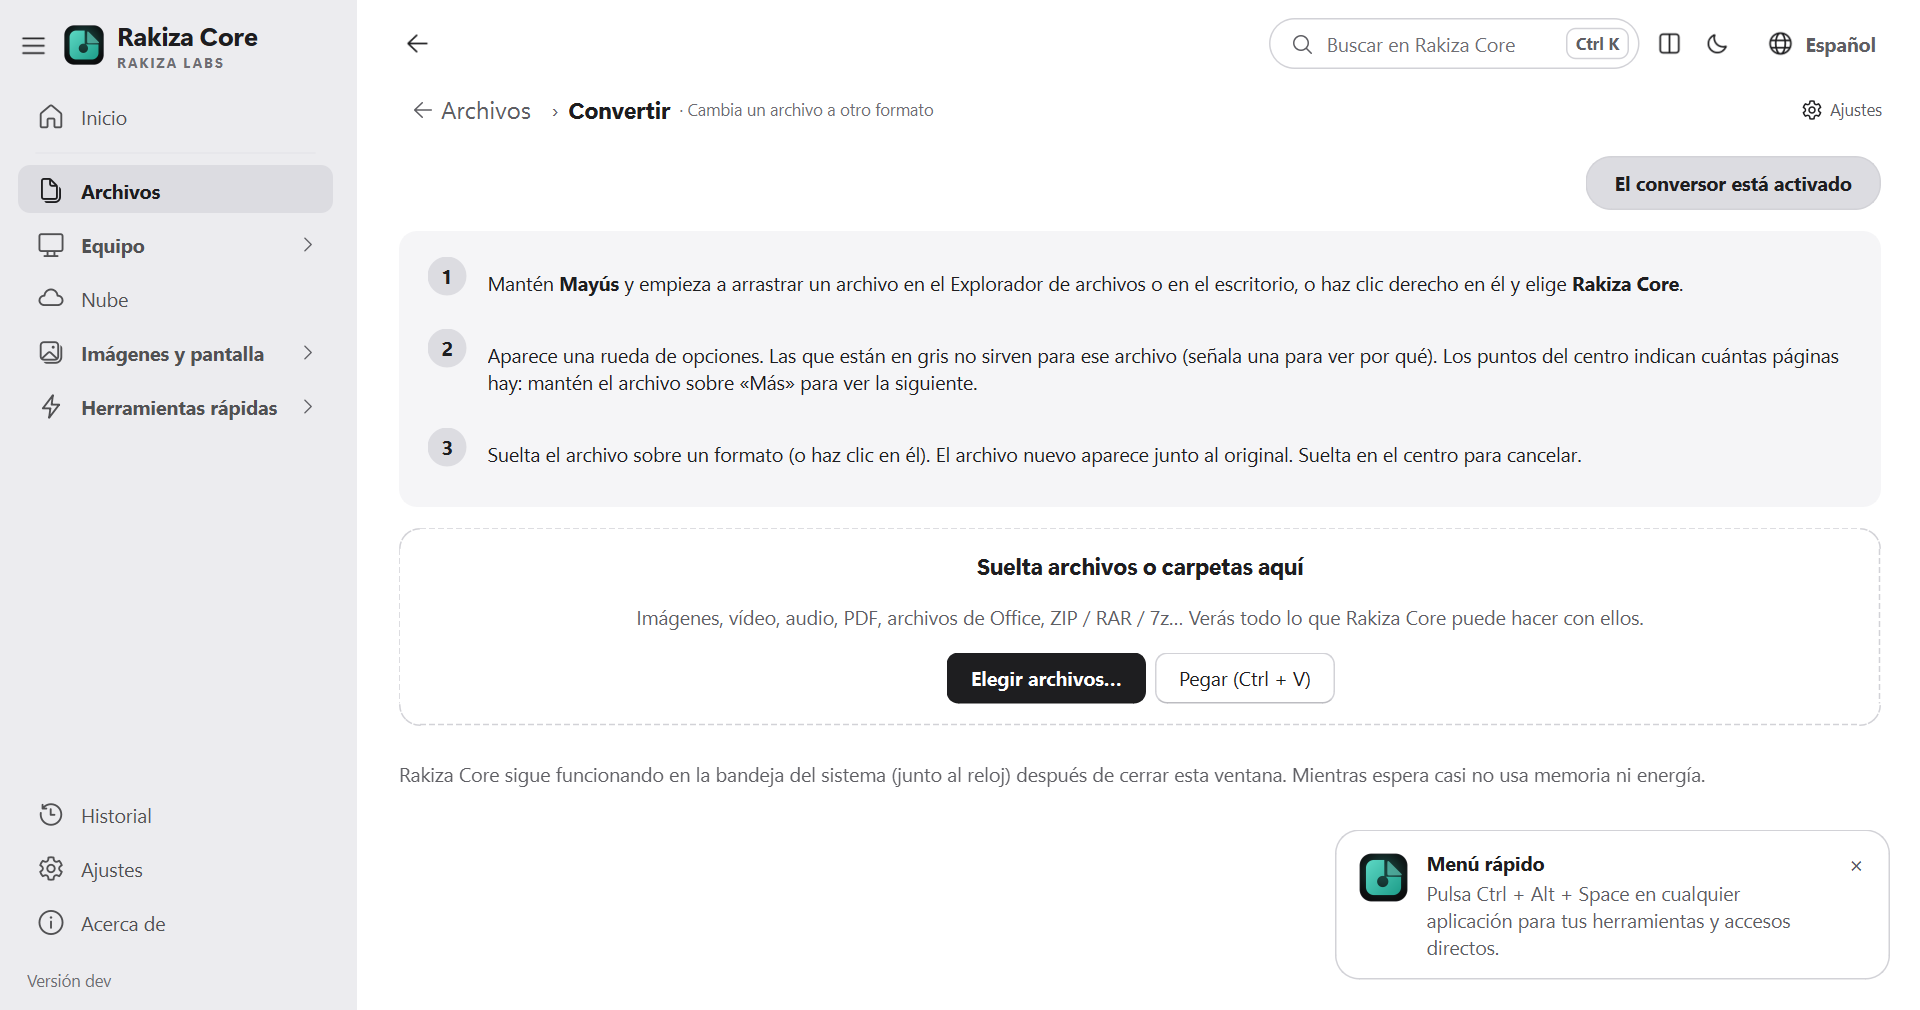 Rakiza Core
RAKIZA LABS
Inicio
Archivos
Equipo
Nube
Imágenes y pantalla
Herramientas rápidas
Historial
Ajustes
Acerca de
Versión dev
Buscar en Rakiza Core
Ctrl K
Español
Archivos › Convertir · Cambia un archivo a otro formato
Ajustes
El conversor está activado
1
Mantén Mayús y empieza a arrastrar un archivo en el Explorador de archivos o en el escritorio, o haz clic derecho en él y elige Rakiza Core.
2
Aparece una rueda de opciones. Las que están en gris no sirven para ese archivo (señala una para ver por qué). Los puntos del centro indican cuántas páginas
hay: mantén el archivo sobre «Más» para ver la siguiente.
3
Suelta el archivo sobre un formato (o haz clic en él). El archivo nuevo aparece junto al original. Suelta en el centro para cancelar.
Suelta archivos o carpetas aquí
Imágenes, vídeo, audio, PDF, archivos de Office, ZIP / RAR / 7z... Verás todo lo que Rakiza Core puede hacer con ellos.
Elegir archivos...
Pegar (Ctrl + V)
Rakiza Core sigue funcionando en la bandeja del sistema (junto al reloj) después de cerrar esta ventana. Mientras espera casi no usa memoria ni energía.
Menú rápido
Pulsa Ctrl + Alt + Space en cualquier
aplicación para tus herramientas y accesos
directos.